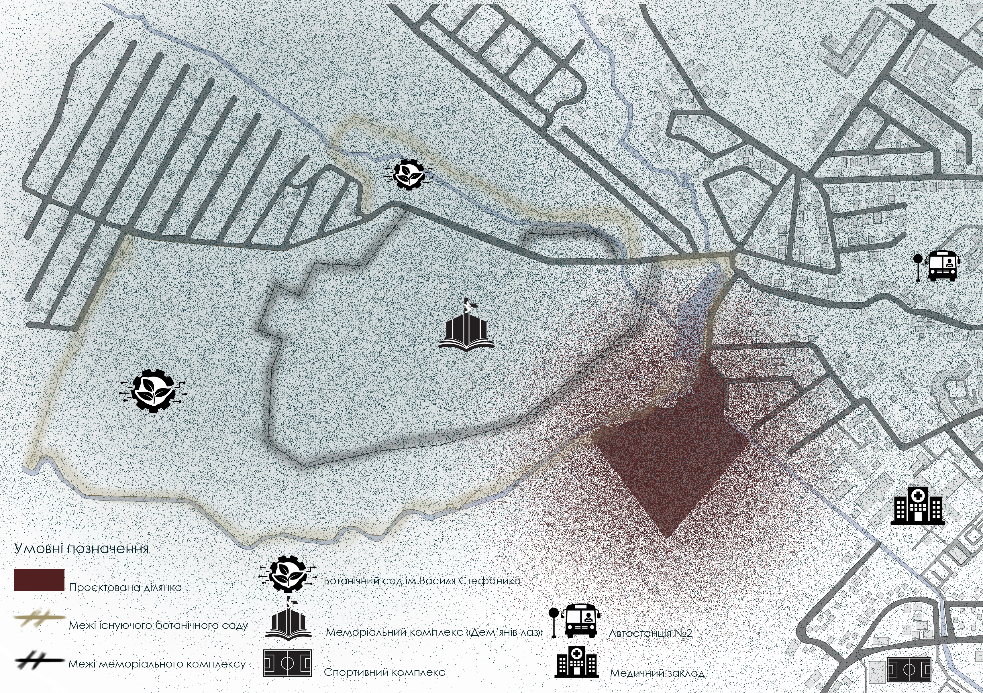 Умовні позначення
Проєктована ділянка
Межі існуючого ботанічного саду
Межі меморіального комплексу
Ботанічний сад ім.Василя Стефаника
Меморіальний комплекс «Дем'янів лаз»
Спортивний комплекс
Автостанція №2
Медичний заклад